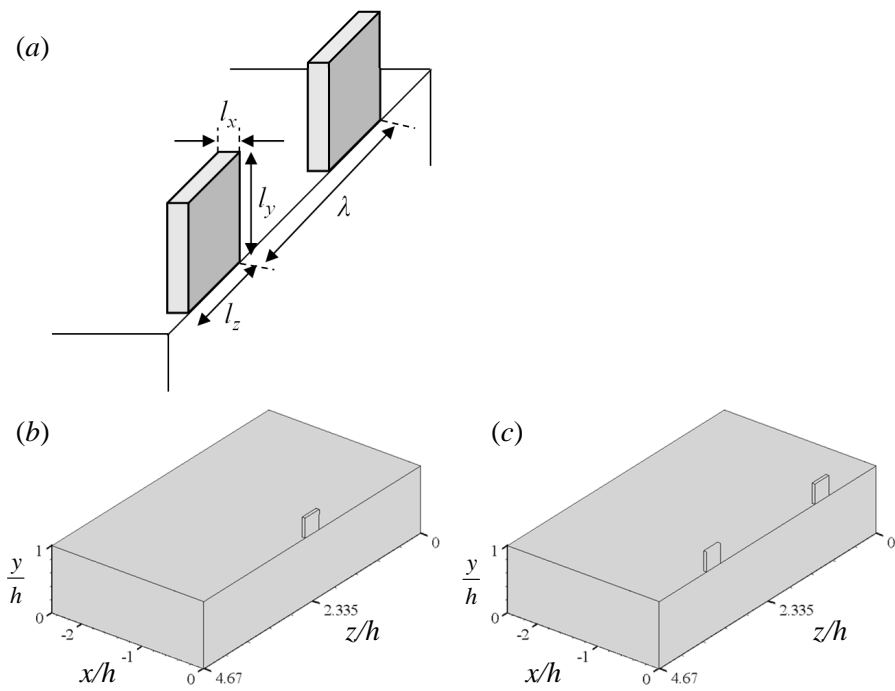 (a)
l_x
l_y
λ
l_z
(b)
(c)
1
y/h
0
-2
-1
0
x/h
4.67
2.335
z/h
0
1
y/h
0
-2
-1
0
x/h
4.67
2.335
z/h
0